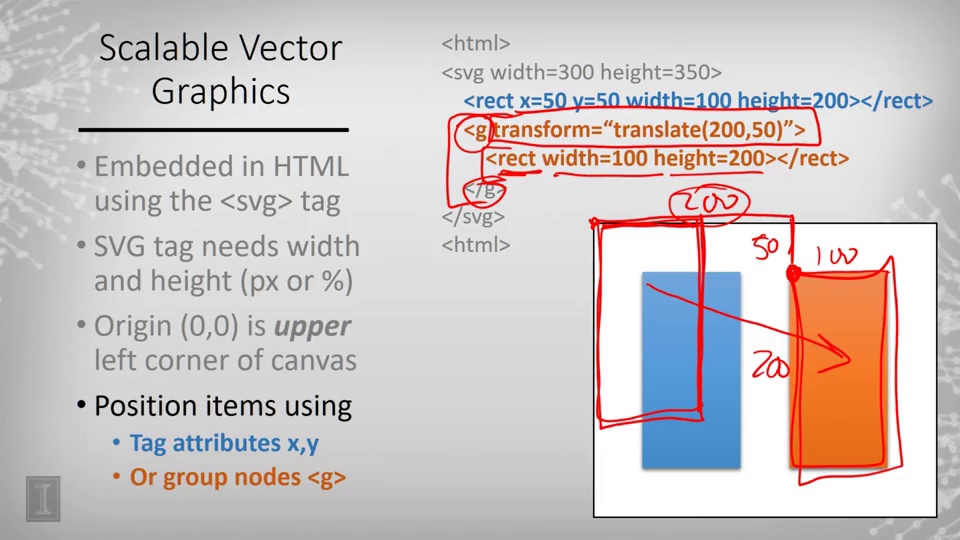 Scalable Vector
Graphics
• Embedded in HTML
using the <svg> tag
• SVG tag needs width
and height (px or %)
• Origin (0,0) is upper
left corner of canvas
• Position items using
• Tag attributes x,y
• Or group nodes <g>
<html>
<svg width=300 height=350>
<rect x=50 y=50 width=100 height=200></rect>
<g transform=“translate(200,50)”>
<rect width=100 height=200></rect>
</g>
</svg>
<html>
200
50
100
200
I